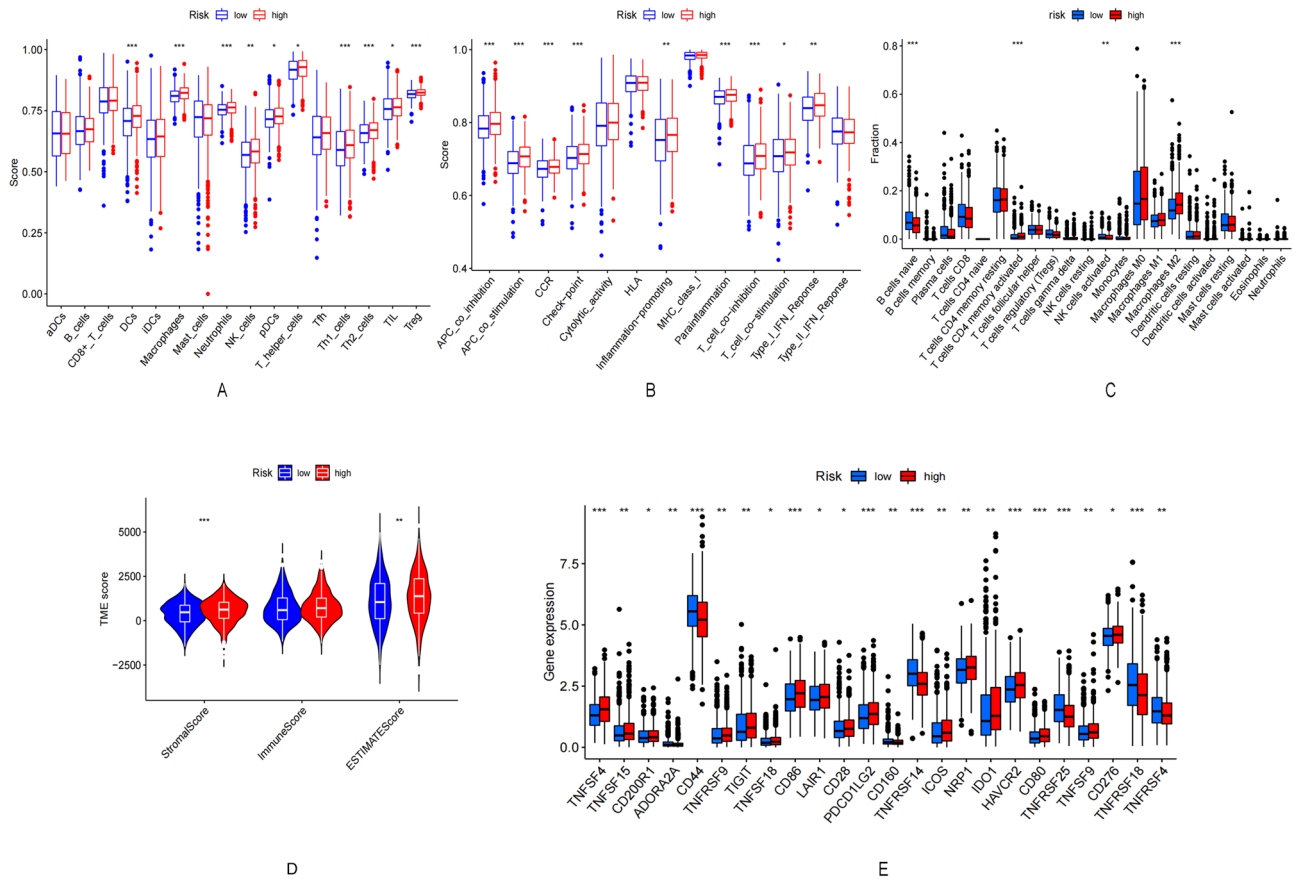 Risk low high
*** *** *** ** * * *** *** * ***
1.00
0.75
0.50
0.25
0.00
Score
aDCs
B_cells
CD8+_T_cells
DCs
iDCs
Macrophages
Mast_cells
Neutrophils
NK_cells
pDCs
T_helper_cells
Tfh
Th1_cells
Th2_cells
TIL
Treg
A
Risk low high
*** *** *** *** ** *** *** * **
1.0
0.8
0.6
0.4
Score
APC_co_inhibition
APC_co_stimulation
CCR
Check-point
Cytolytic_activity
HLA
Inflammation-promoting
MHC_class_I
Parainflammation
T_cell_co-inhibition
T_cell_co-stimulation
Type_I_IFN_Reponse
Type_II_IFN_Reponse
B
risk low high
*** *** ** ***
0.8
0.6
0.4
0.2
0.0
Fraction
B cells naive
B cells memory
Plasma cells
T cells CD8
T cells CD4 naive
T cells CD4 memory resting
T cells CD4 memory activated
T cells follicular helper
T cells regulatory (Tregs)
T cells gamma delta
NK cells resting
NK cells activated
Monocytes
Macrophages M0
Macrophages M1
Macrophages M2
Dendritic cells resting
Dendritic cells activated
Mast cells resting
Mast cells activated
Eosinophils
Neutrophils
C
Risk low high
*** **
5000
2500
0
−2500
TME score
StromalScore
ImmuneScore
ESTIMATEScore
D
Risk low high
*** ** * * *** ** ** * *** * * *** *** *** ** ** * *** *** *** ** * *** **
7.5
5.0
2.5
0.0
Gene expression
TNFSF4
TNFSF15
CD200R1
ADORA2A
CD44
TNFRSF9
TIGIT
TNFSF18
CD86
LAIR1
CD28
PDCD1LG2
CD160
TNFRSF14
ICOS
NRP1
IDO1
HAVCR2
CD80
TNFRSF25
TNFSF9
CD276
TNFRSF18
TNFRSF4
E